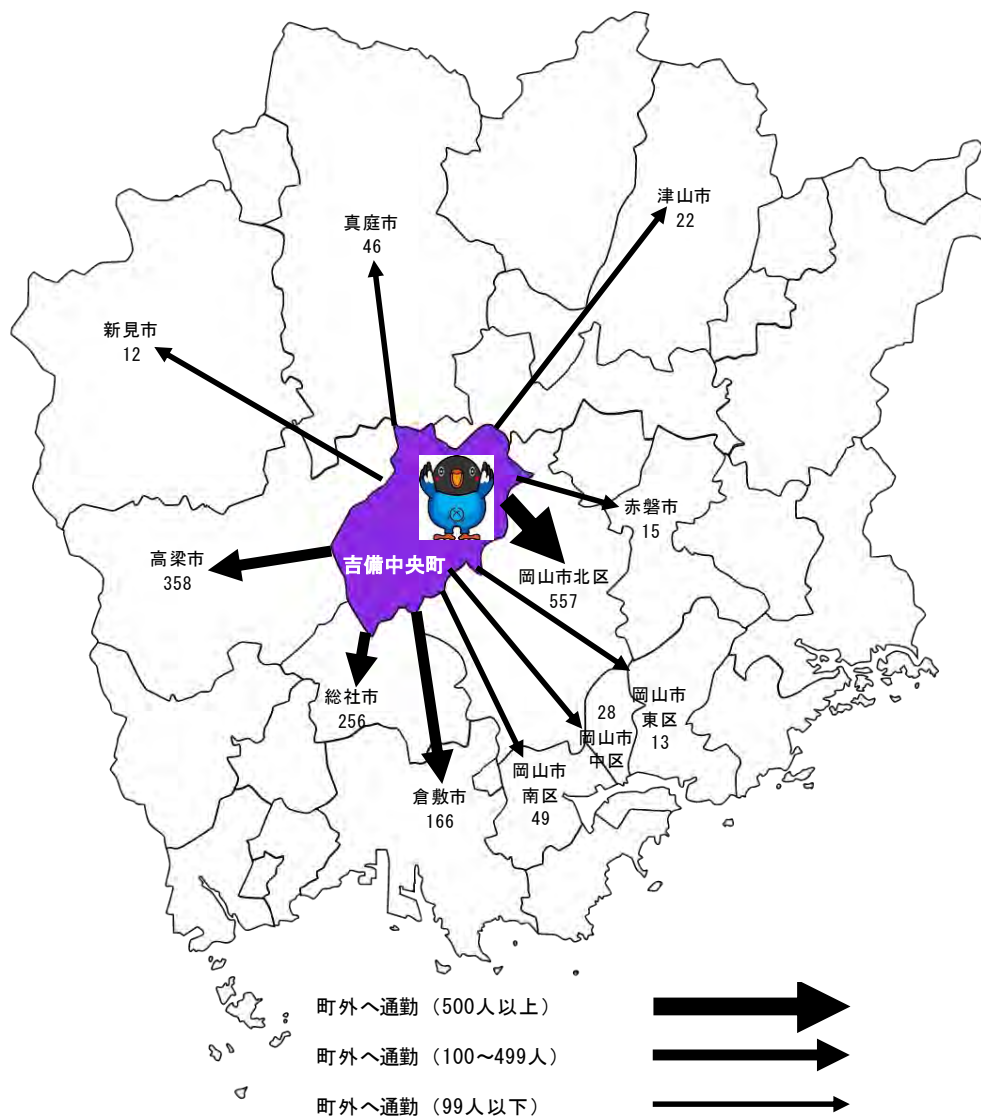 津山市
22
真庭市
46
新見市
12
赤磐市
15
高梁市
358
吉備中央町
岡山市北区
557
総社市
256
岡山市
東区
13
28
岡山市
中区
岡山市
南区
49
倉敷市
166
町外へ通勤（500人以上）
町外へ通勤（100～499人）
町外へ通勤（99人以下）